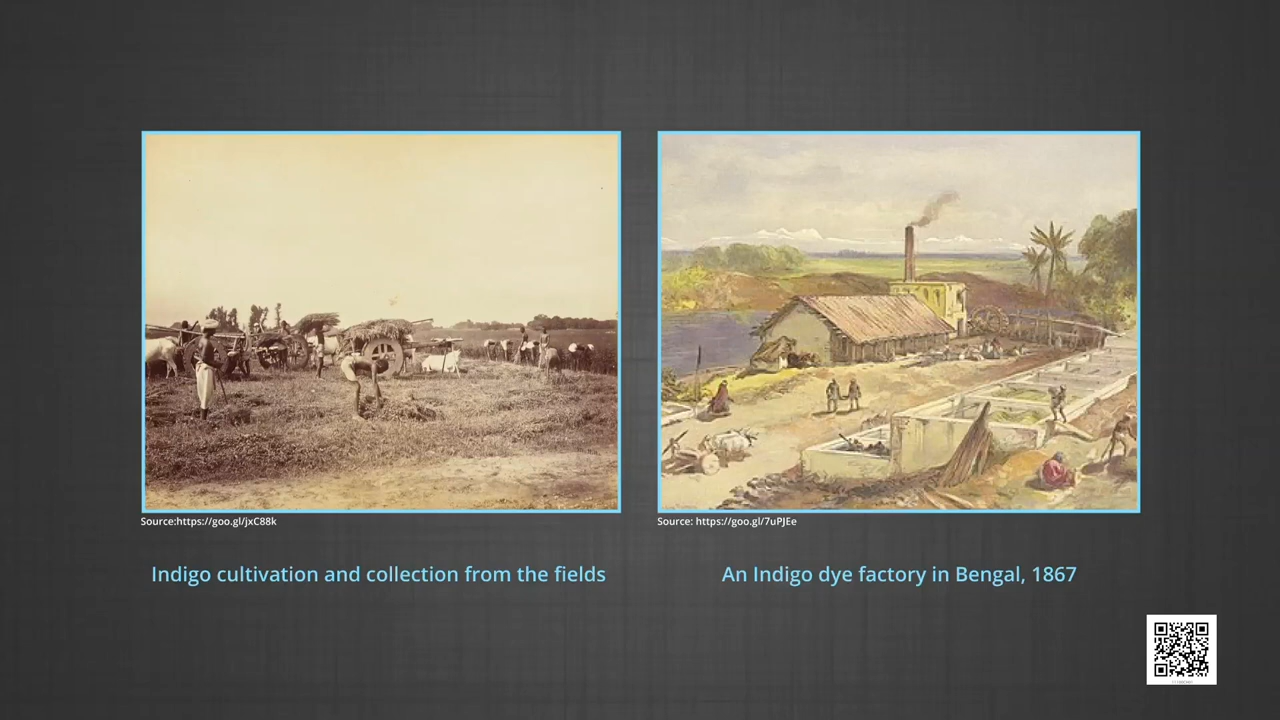 Source:https://goo.gl/jxC88k
Source: https://goo.gl/7uPJEe
Indigo cultivation and collection from the fields
An Indigo dye factory in Bengal, 1867